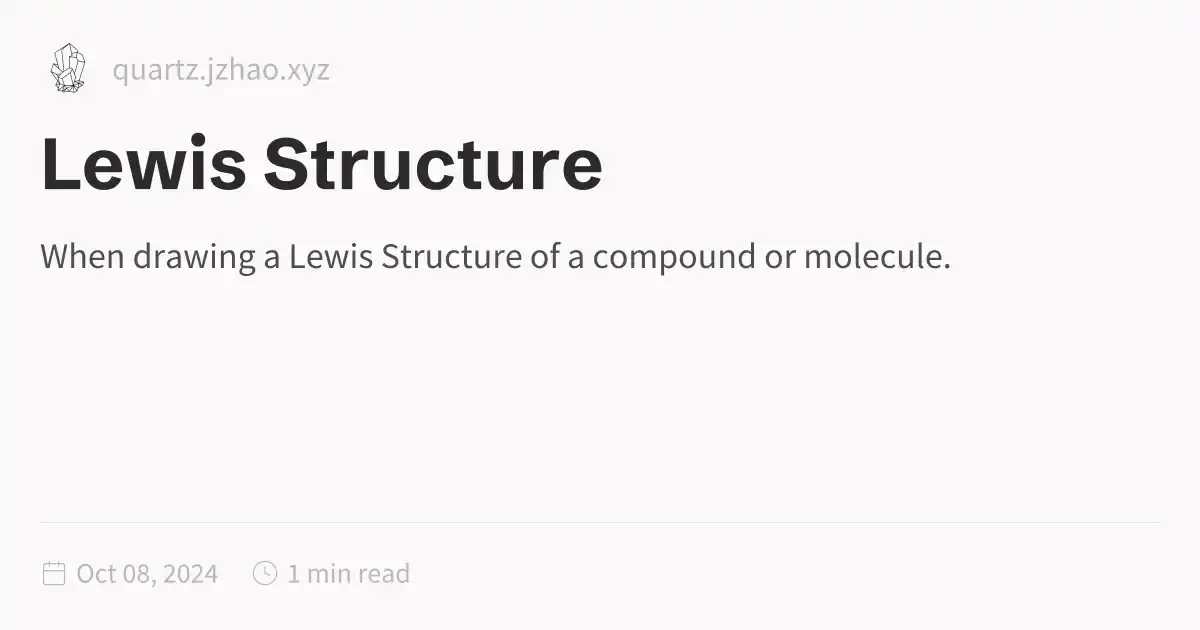 quartz.jzhao.xyz
Lewis Structure
When drawing a Lewis Structure of a compound or molecule.
Oct 08, 2024 1 min read